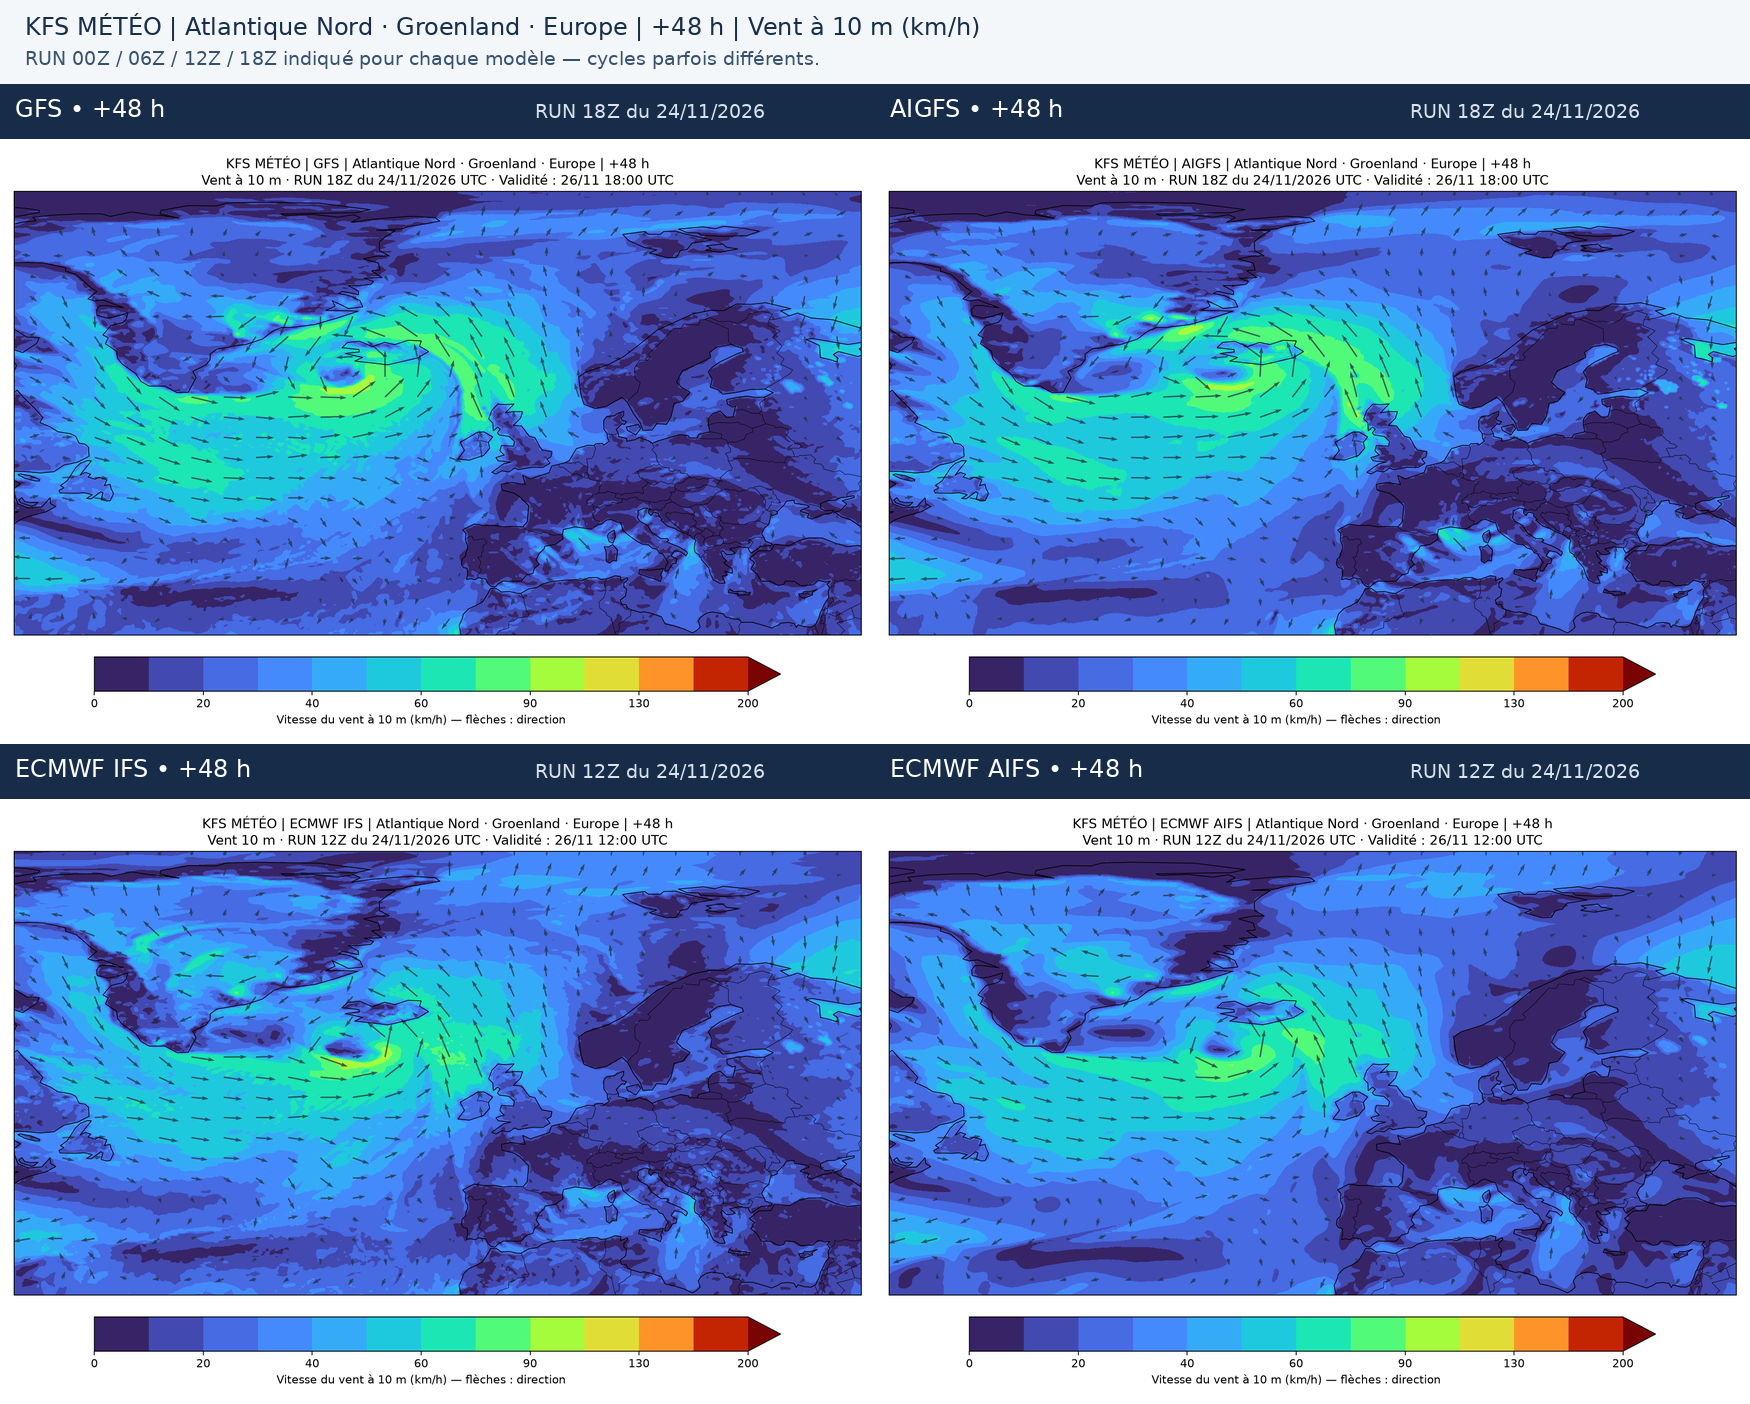 KFS MÉTÉO | Atlantique Nord · Groenland · Europe | +48 h | Vent à 10 m (km/h)
RUN 00Z / 06Z / 12Z / 18Z indiqué pour chaque modèle — cycles parfois différents.
GFS • +48 h
RUN 18Z du 24/11/2026
AIGFS • +48 h
RUN 18Z du 24/11/2026
KFS MÉTÉO | GFS | Atlantique Nord · Groenland · Europe | +48 h
Vent à 10 m · RUN 18Z du 24/11/2026 UTC · Validité : 26/11 18:00 UTC
0 20 40 60 90 130 200
Vitesse du vent à 10 m (km/h) — flèches : direction
KFS MÉTÉO | AIGFS | Atlantique Nord · Groenland · Europe | +48 h
Vent à 10 m · RUN 18Z du 24/11/2026 UTC · Validité : 26/11 18:00 UTC
0 20 40 60 90 130 200
Vitesse du vent à 10 m (km/h) — flèches : direction
ECMWF IFS • +48 h
RUN 12Z du 24/11/2026
ECMWF AIFS • +48 h
RUN 12Z du 24/11/2026
KFS MÉTÉO | ECMWF IFS | Atlantique Nord · Groenland · Europe | +48 h
Vent 10 m · RUN 12Z du 24/11/2026 UTC · Validité : 26/11 12:00 UTC
0 20 40 60 90 130 200
Vitesse du vent à 10 m (km/h) — flèches : direction
KFS MÉTÉO | ECMWF AIFS | Atlantique Nord · Groenland · Europe | +48 h
Vent 10 m · RUN 12Z du 24/11/2026 UTC · Validité : 26/11 12:00 UTC
0 20 40 60 90 130 200
Vitesse du vent à 10 m (km/h) — flèches : direction